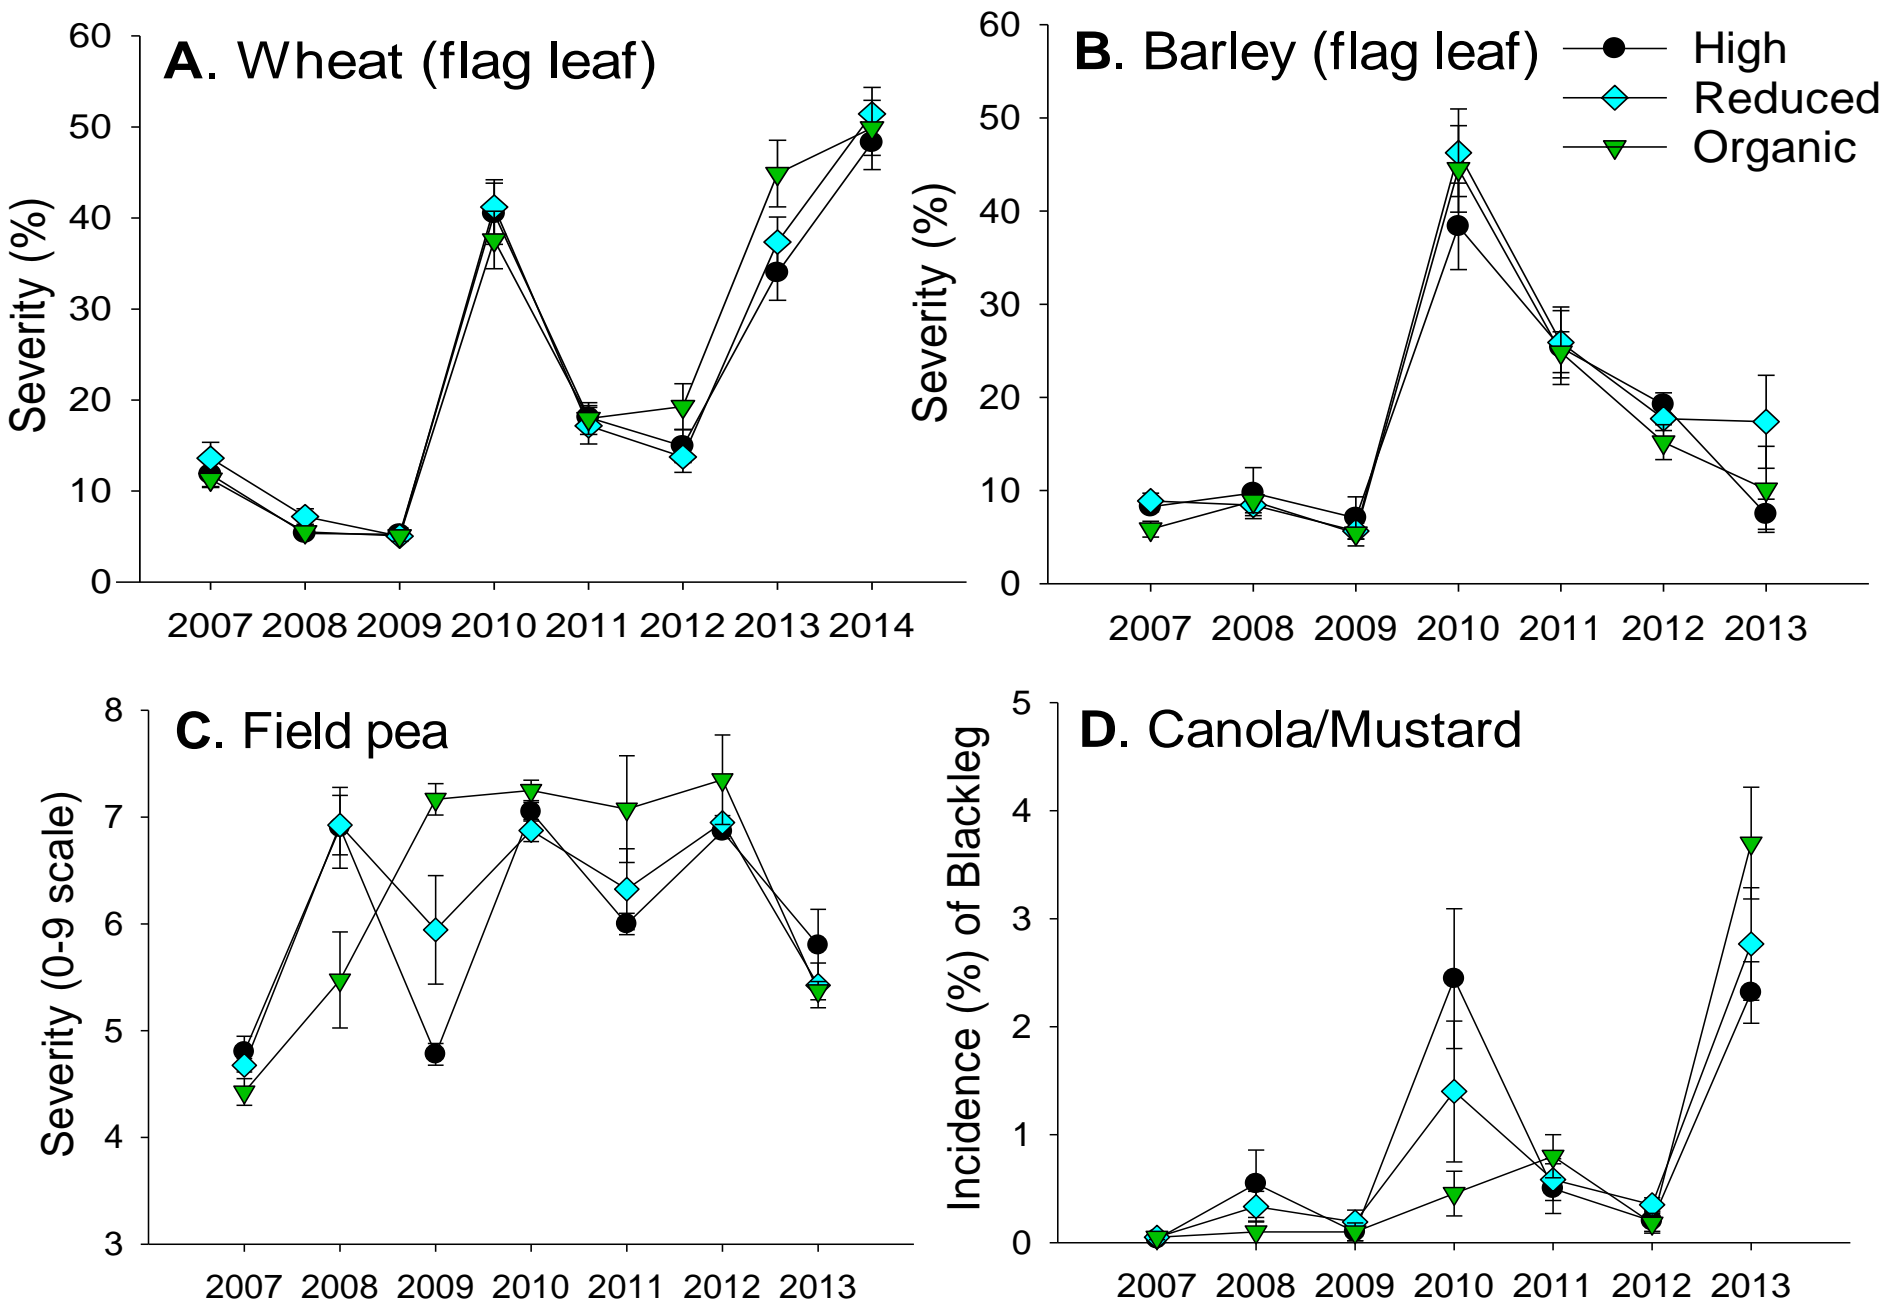 A. Wheat (flag leaf)
Severity (%)
60
50
40
30
20
10
0
2007 2008 2009 2010 2011 2012 2013 2014
B. Barley (flag leaf)
High
Reduced
Organic
Severity (%)
60
50
40
30
20
10
0
2007 2008 2009 2010 2011 2012 2013
C. Field pea
Severity (0-9 scale)
8
7
6
5
4
3
2007 2008 2009 2010 2011 2012 2013
D. Canola/Mustard
Incidence (%) of Blackleg
5
4
3
2
1
0
2007 2008 2009 2010 2011 2012 2013